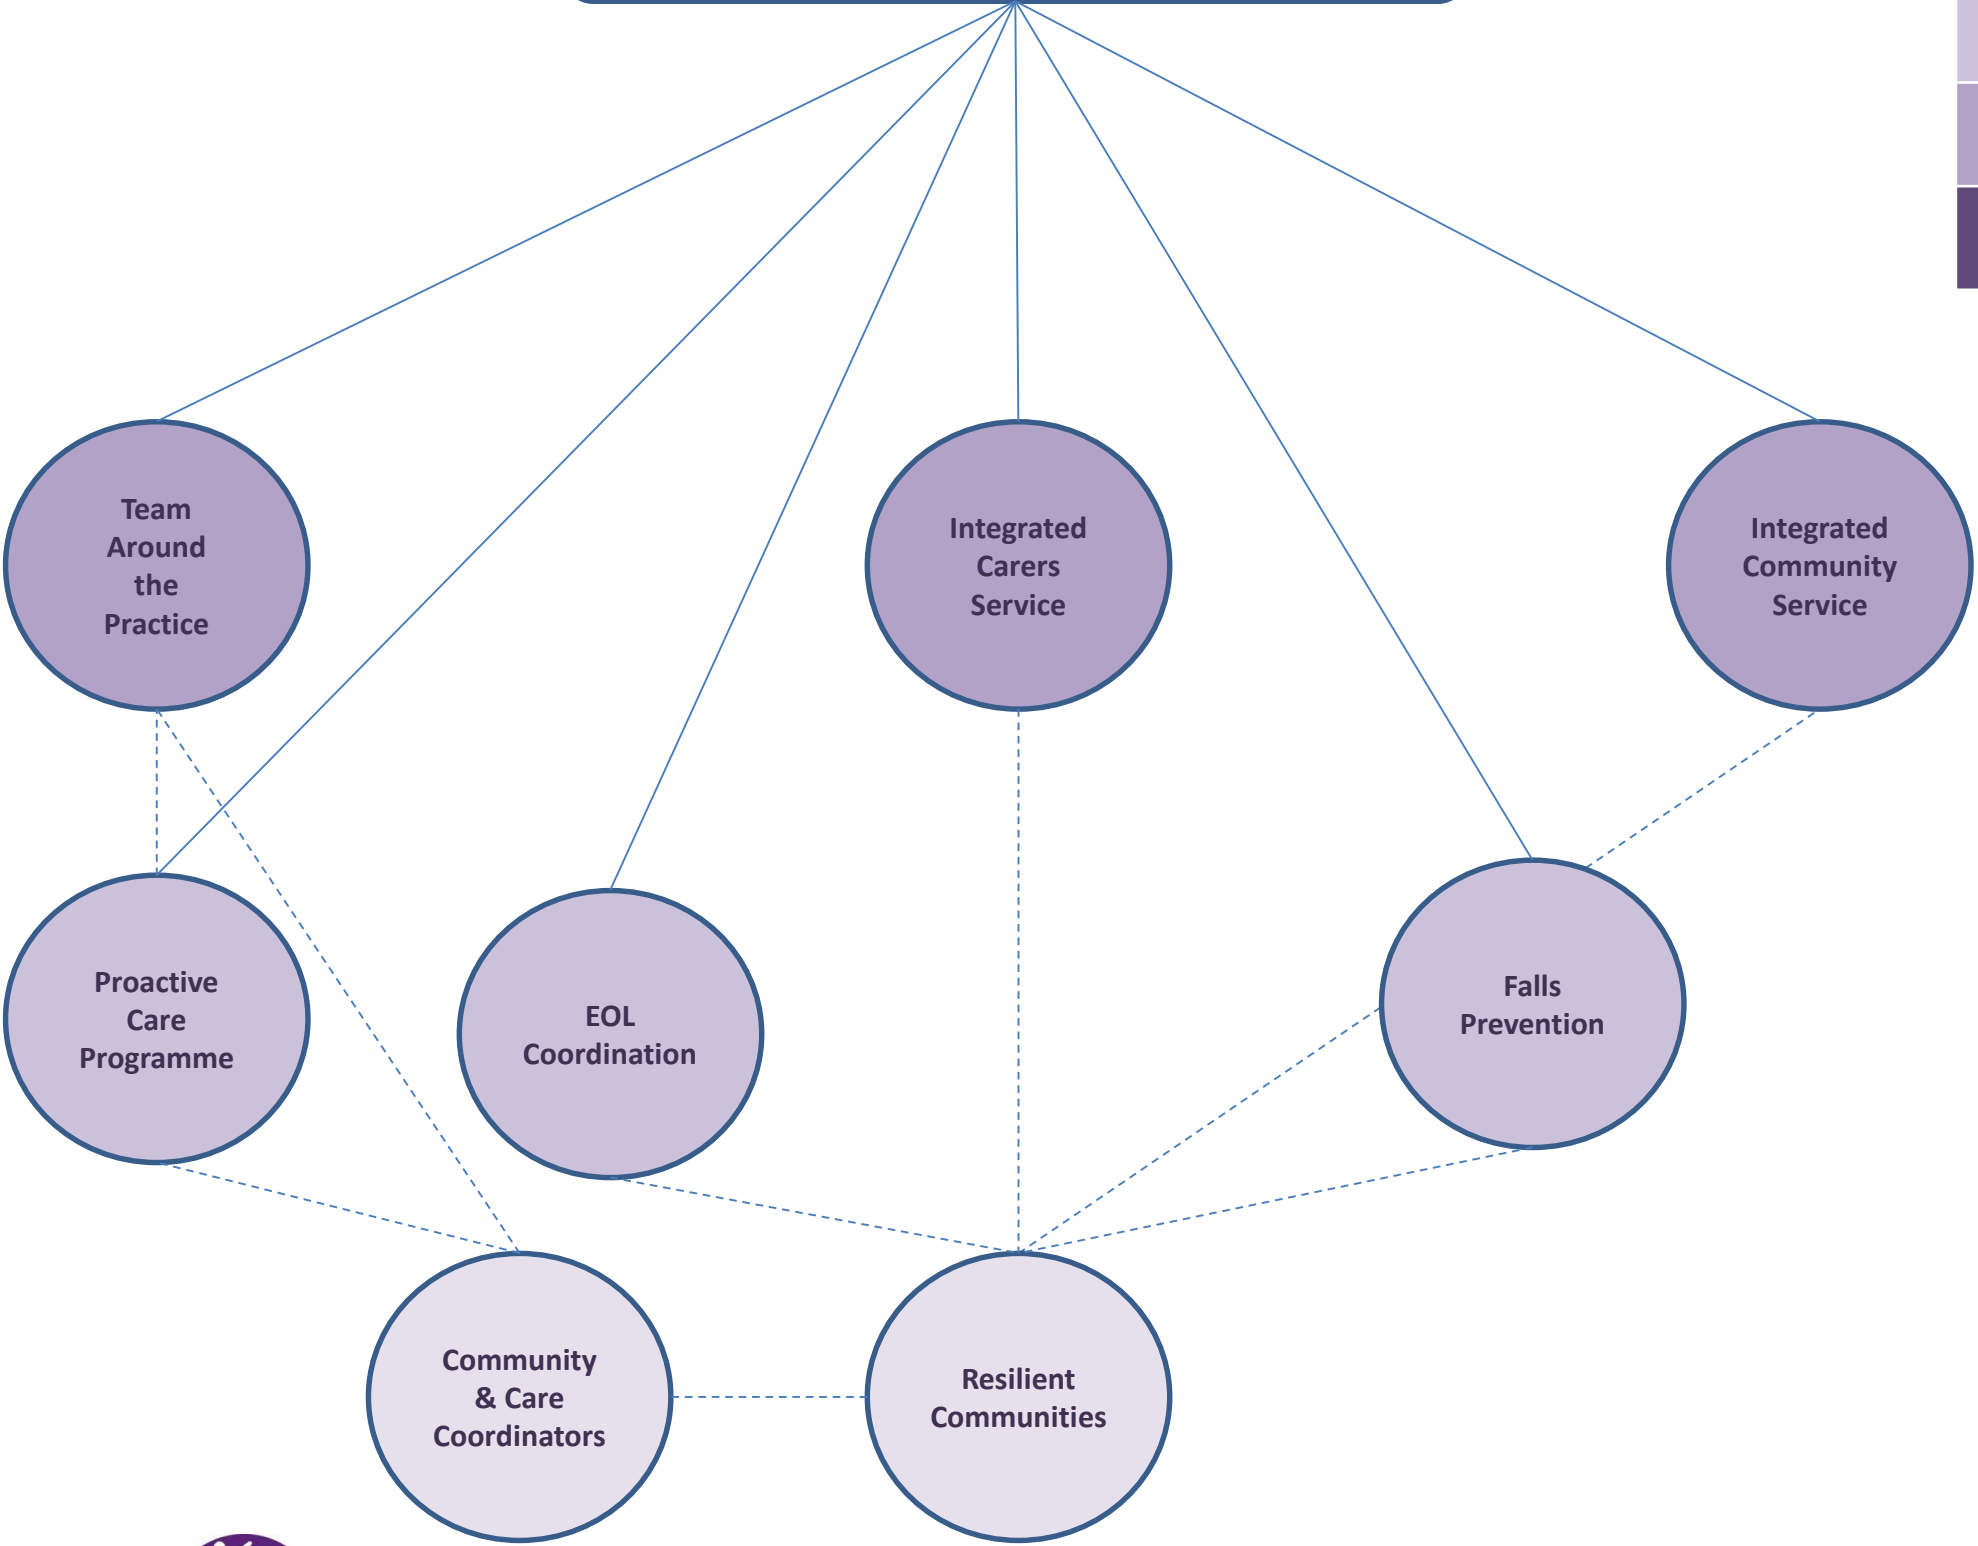 Team
Around
the
Practice
Integrated
Carers
Service
Integrated
Community
Service
Proactive
Care
Programme
EOL
Coordination
Falls
Prevention
Community
& Care
Coordinators
Resilient
Communities